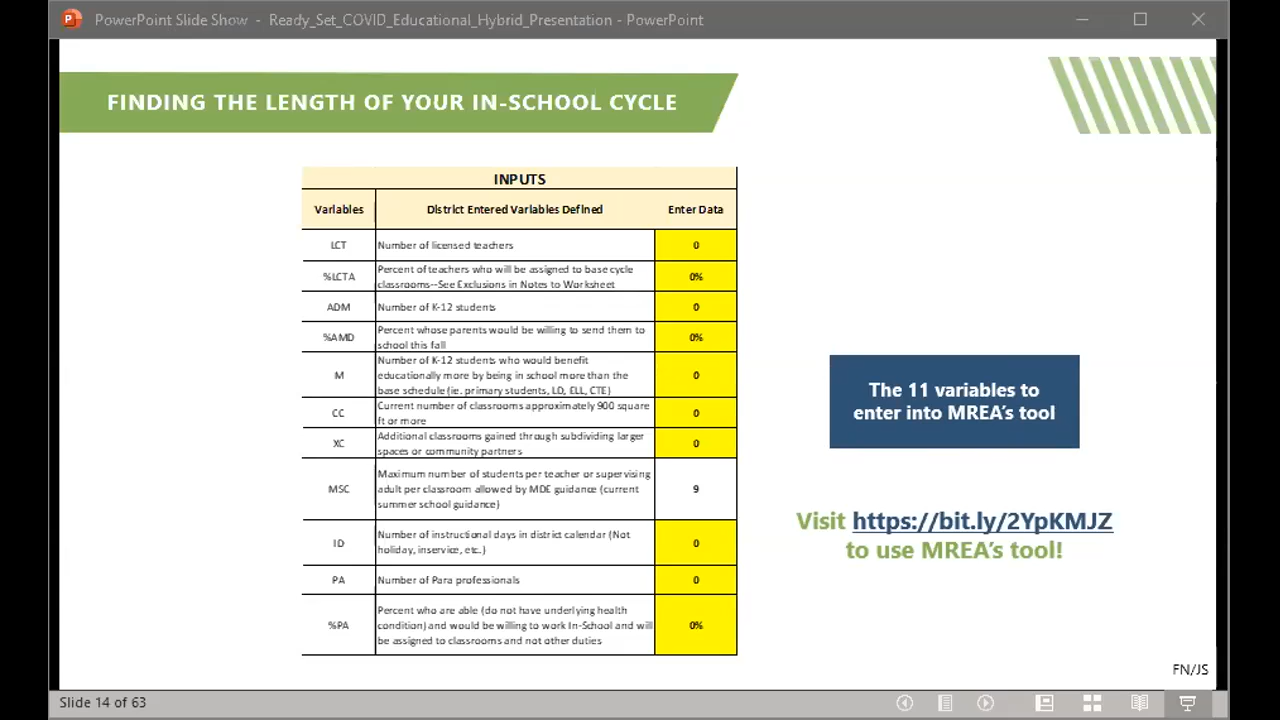 PowerPoint Slide Show - Ready_Set_COVID_Educational_Hybrid_Presentation - PowerPoint
FINDING THE LENGTH OF YOUR IN-SCHOOL CYCLE
INPUTS
Variables District Entered Variables Defined Enter Data
LCT Number of licensed teachers 0
%LCTA Percent of teachers who will be assigned to base cycle
classrooms--See Exclusions in Notes to Worksheet 0%
ADM Number of K-12 students 0
%AMD Percent whose parents would be willing to send them to
school this fall 0%
M Number of K-12 students who would benefit
educationally more by being in school more than the
base schedule (ie. primary students, LD, ELL, CTE) 0
CC Current number of classrooms approximately 900 square
ft or more 0
XC Additional classrooms gained through subdividing larger
spaces or community partners 0
MSC Maximum number of students per teacher or supervising
adult per classroom allowed by MDE guidance (current
summer school guidance) 9
ID Number of instructional days in district calendar (Not
holiday, inservice, etc.) 0
PA Number of Para professionals 0
%PA Percent who are able (do not have underlying health
condition) and would be willing to work In-School and will
be assigned to classrooms and not other duties 0%
The 11 variables to
enter into MREA's tool
Visit https://bit.ly/2YpKMJZ
to use MREA's tool!
FN/JS
Slide 14 of 63